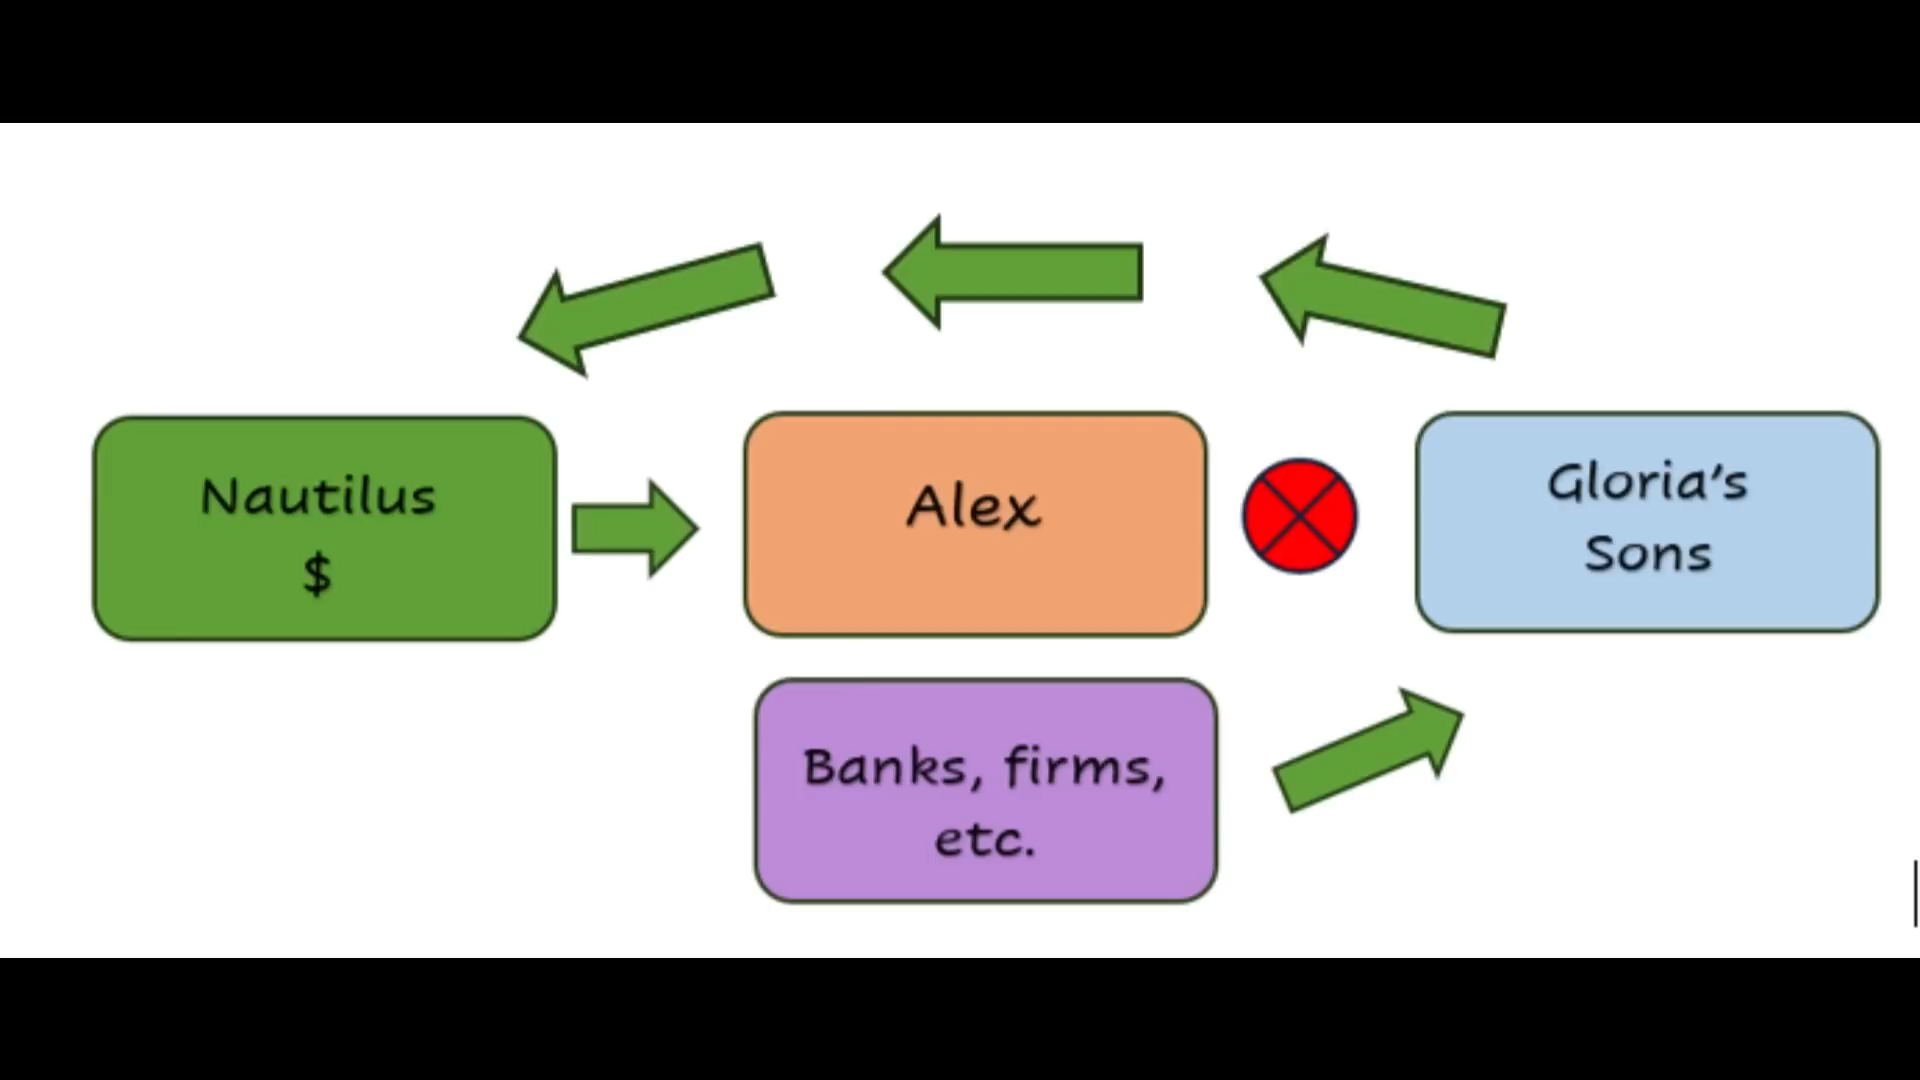 Nautilus
$
Alex
Gloria's
Sons
Banks, firms,
etc.